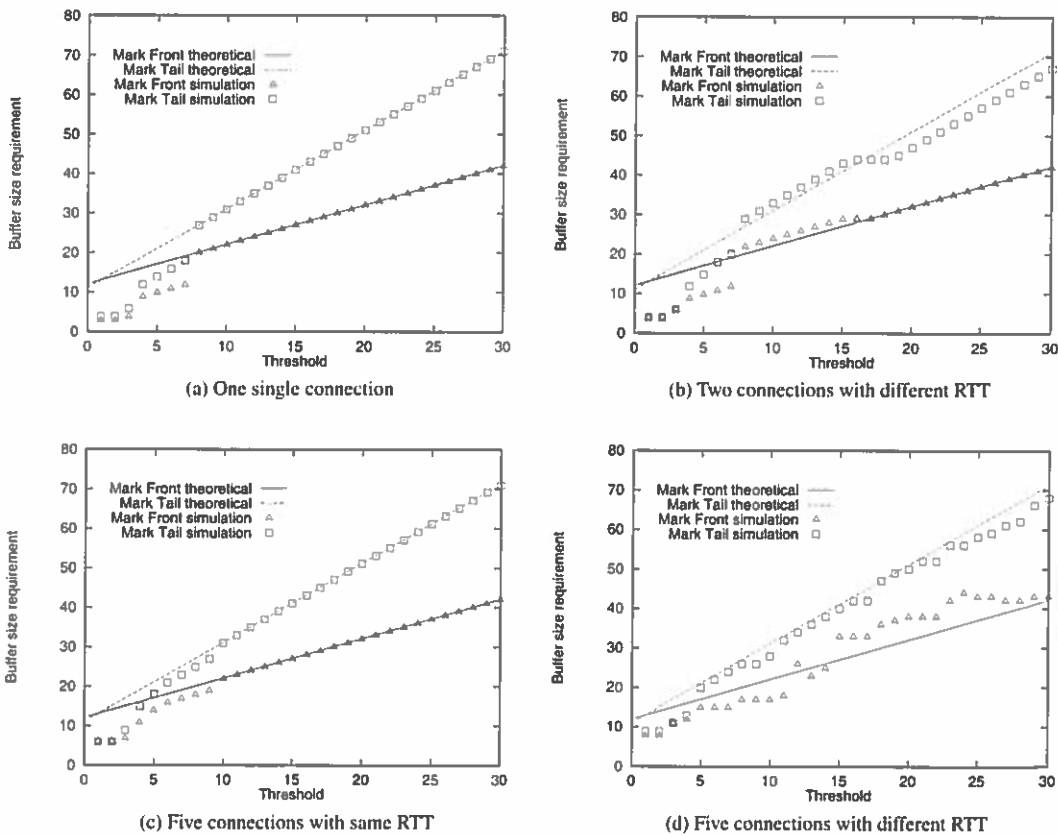 80
70
60
50
40
30
20
10
0
Buffer size requirement
Mark Front theoretical
Mark Tail theoretical
Mark Front simulation
Mark Tail simulation
0 5 10 15 20 25 30
Threshold
(a) One single connection
80
70
60
50
40
30
20
10
0
Buffer size requirement
Mark Front theoretical
Mark Tail theoretical
Mark Front simulation
Mark Tail simulation
0 5 10 15 20 25 30
Threshold
(b) Two connections with different RTT
80
70
60
50
40
30
20
10
0
Buffer size requirement
Mark Front theoretical
Mark Tail theoretical
Mark Front simulation
Mark Tail simulation
0 5 10 15 20 25 30
Threshold
(c) Five connections with same RTT
80
70
60
50
40
30
20
10
0
Buffer size requirement
Mark Front theoretical
Mark Tail theoretical
Mark Front simulation
Mark Tail simulation
0 5 10 15 20 25 30
Threshold
(d) Five connections with different RTT